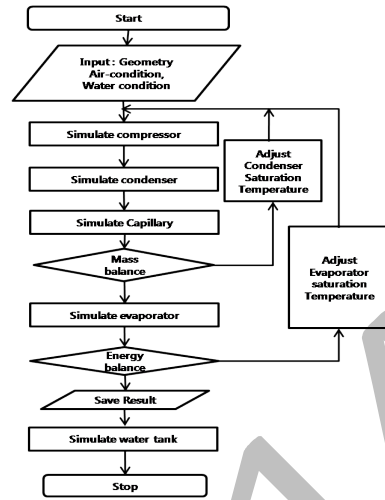 Start
Input : Geometry
Air-condition,
Water condition
Simulate compressor
Simulate condenser
Simulate Capillary
Mass
balance
Adjust
Condenser
Saturation
Temperature
Simulate evaporator
Energy
balance
Adjust
Evaporator
saturation
Temperature
Save Result
Simulate water tank
Stop